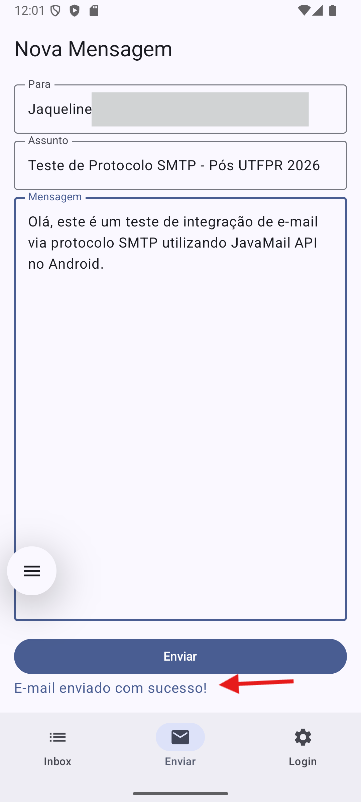 12:01
Nova Mensagem
Para
Jaqueline
Assunto
Teste de Protocolo SMTP - Pós UTFPR 2026
Mensagem
Olá, este é um teste de integração de e-mail
via protocolo SMTP utilizando JavaMail API
no Android.
Enviar
E-mail enviado com sucesso!
Inbox
Enviar
Login